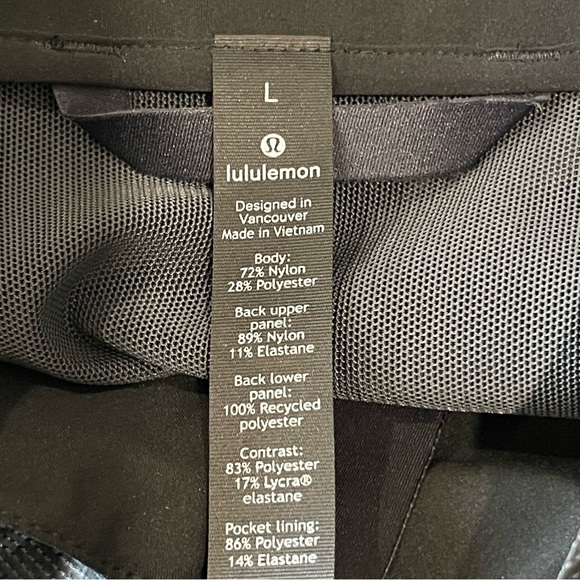 L
lululemon
Designed in
Vancouver
Made in Vietnam
Body:
72% Nylon
28% Polyester
Back upper
panel:
89% Nylon
11% Elastane
Back lower
panel:
100% Recycled
polyester
Contrast:
83% Polyester
17% Lycra®
elastane
Pocket lining:
86% Polyester
14% Elastane